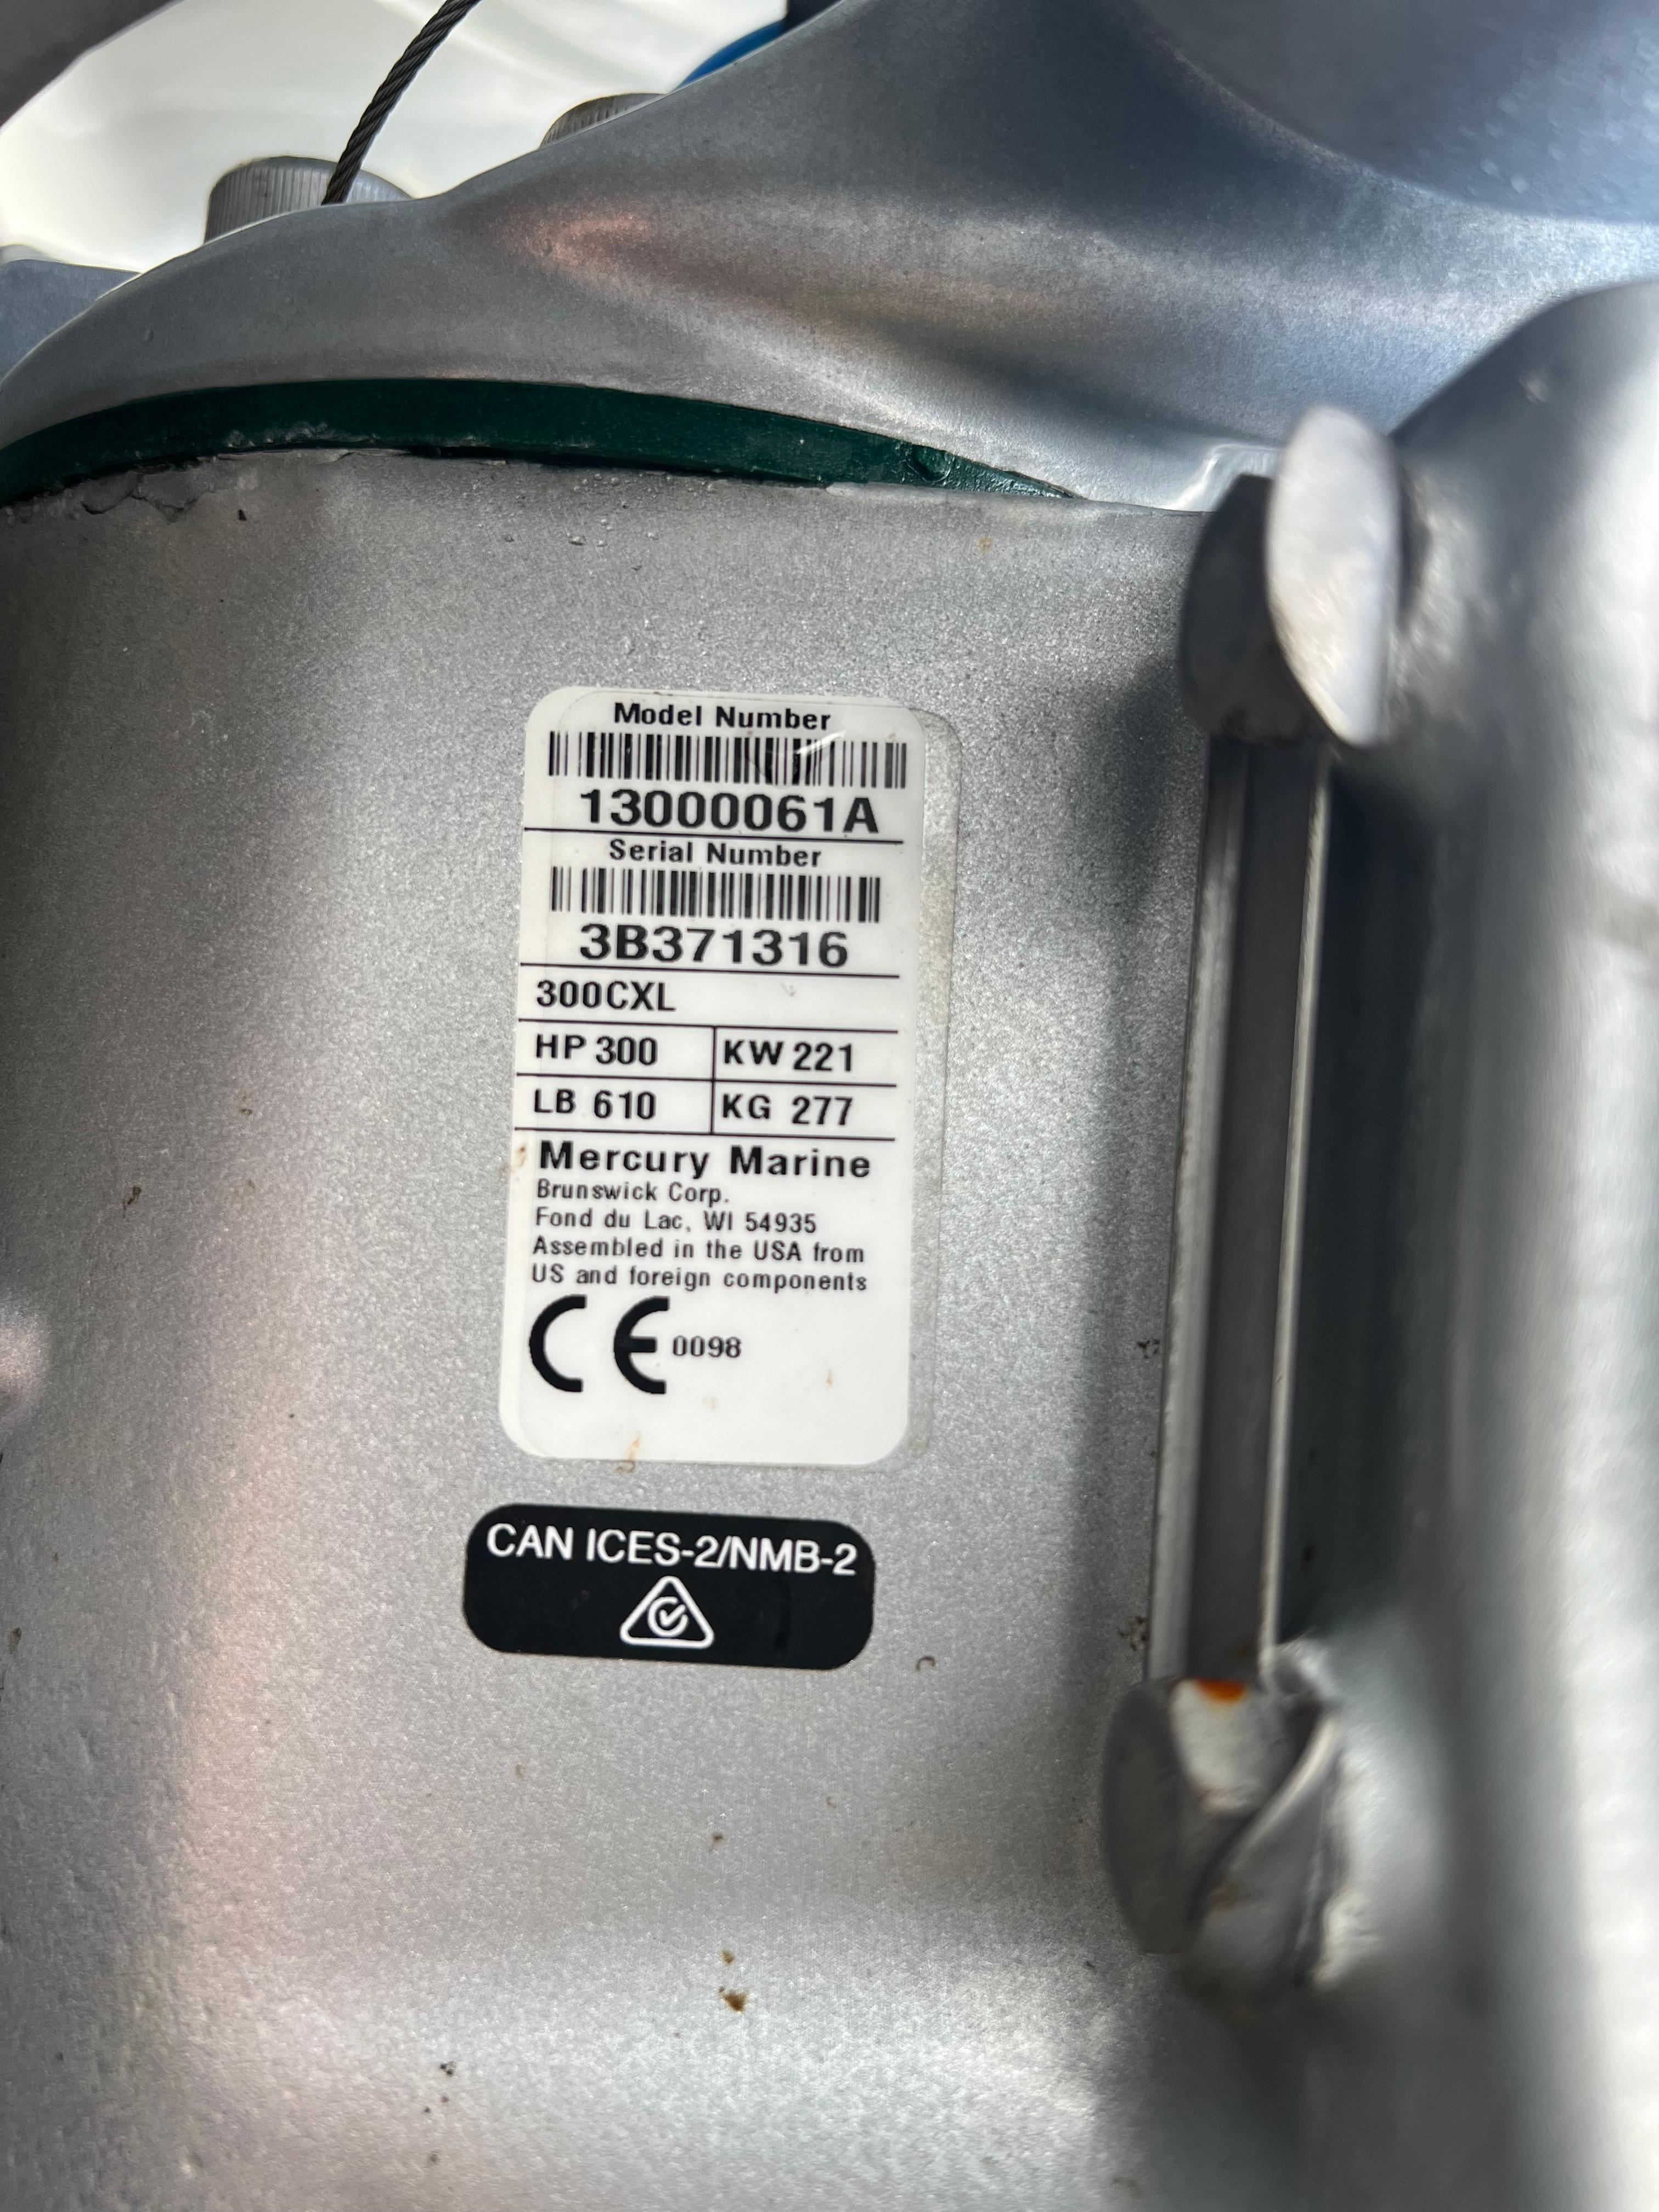 Model Number
13000061A
Serial Number
3B371316
300CXL
HP 300 KW 221
LB 610 KG 277
Mercury Marine
Brunswick Corp.
Fond du Lac, WI 54935
Assembled in the USA from
US and foreign components
CE 0098
CAN ICES-2/NMB-2